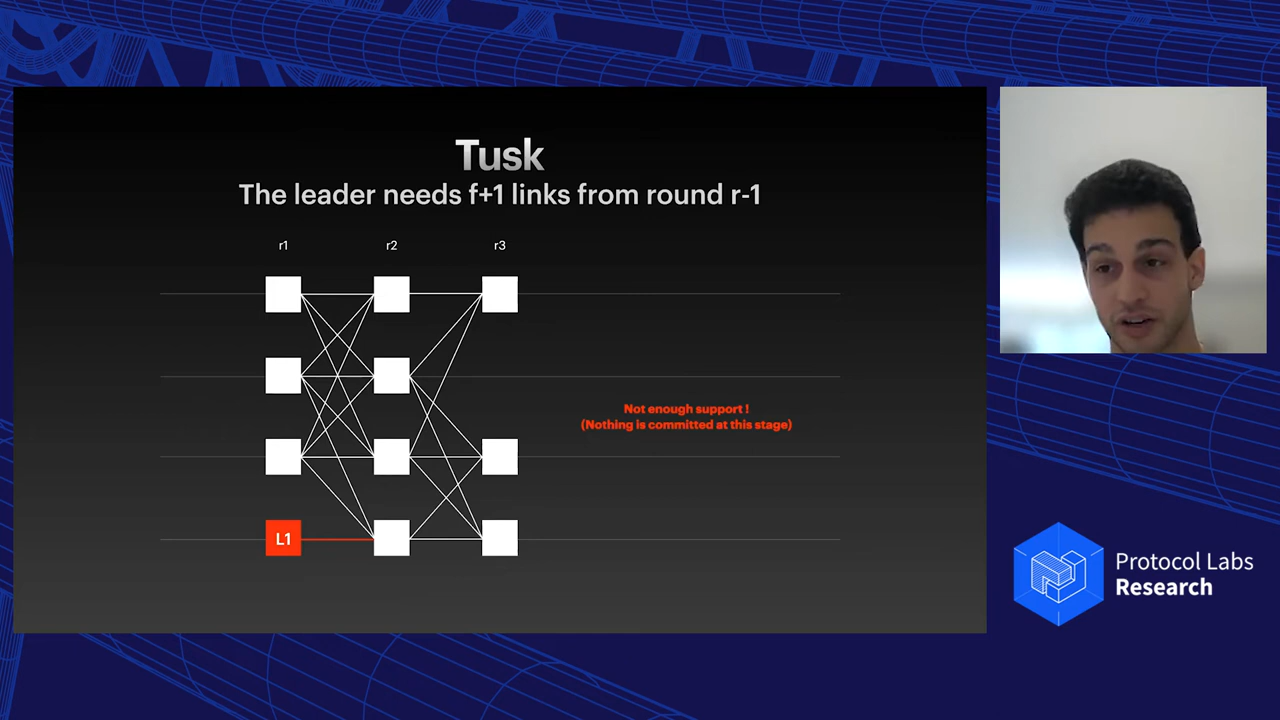 Tusk
The leader needs f+1 links from round r-1
r1 r2 r3
Not enough support !
(Nothing is committed at this stage)
L1
Protocol Labs
Research